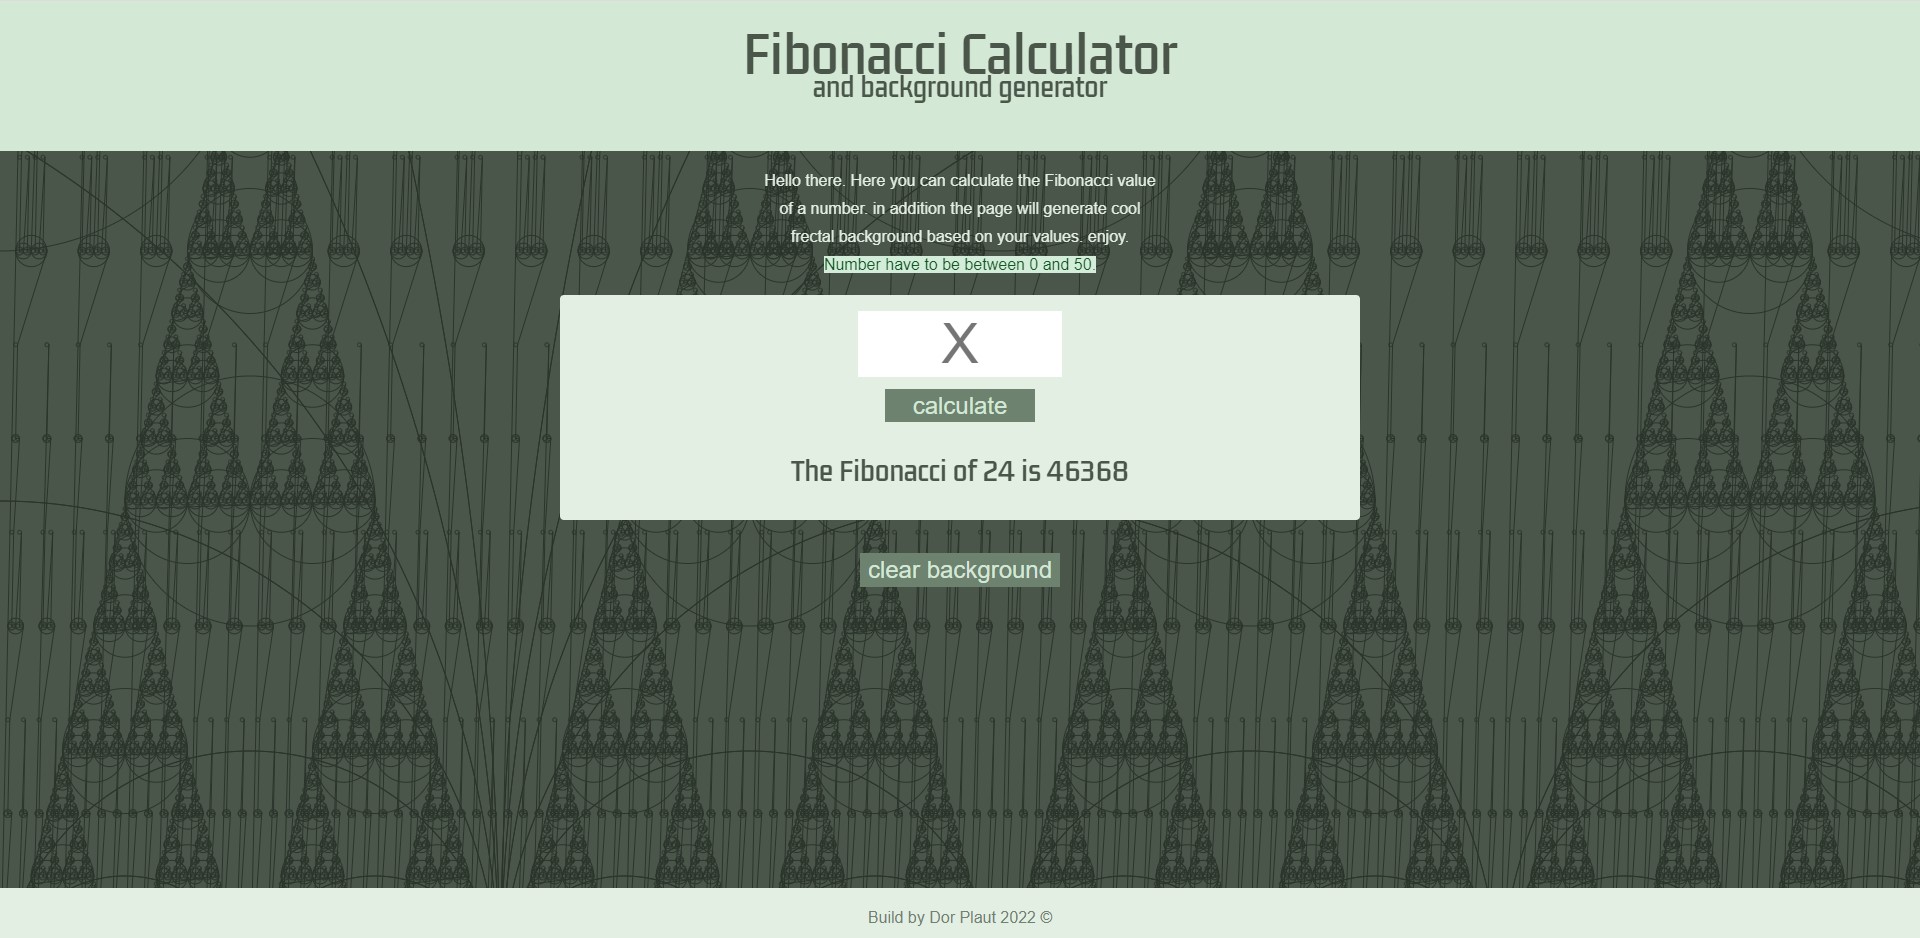 Fibonacci Calculator
and background generator
Hello there. Here you can calculate the Fibonacci value
of a number. in addition the page will generate cool
frectal background based on your values. enjoy.
Number have to be between 0 and 50.
X
calculate
The Fibonacci of 24 is 46368
clear background
Build by Dor Plaut 2022 ©